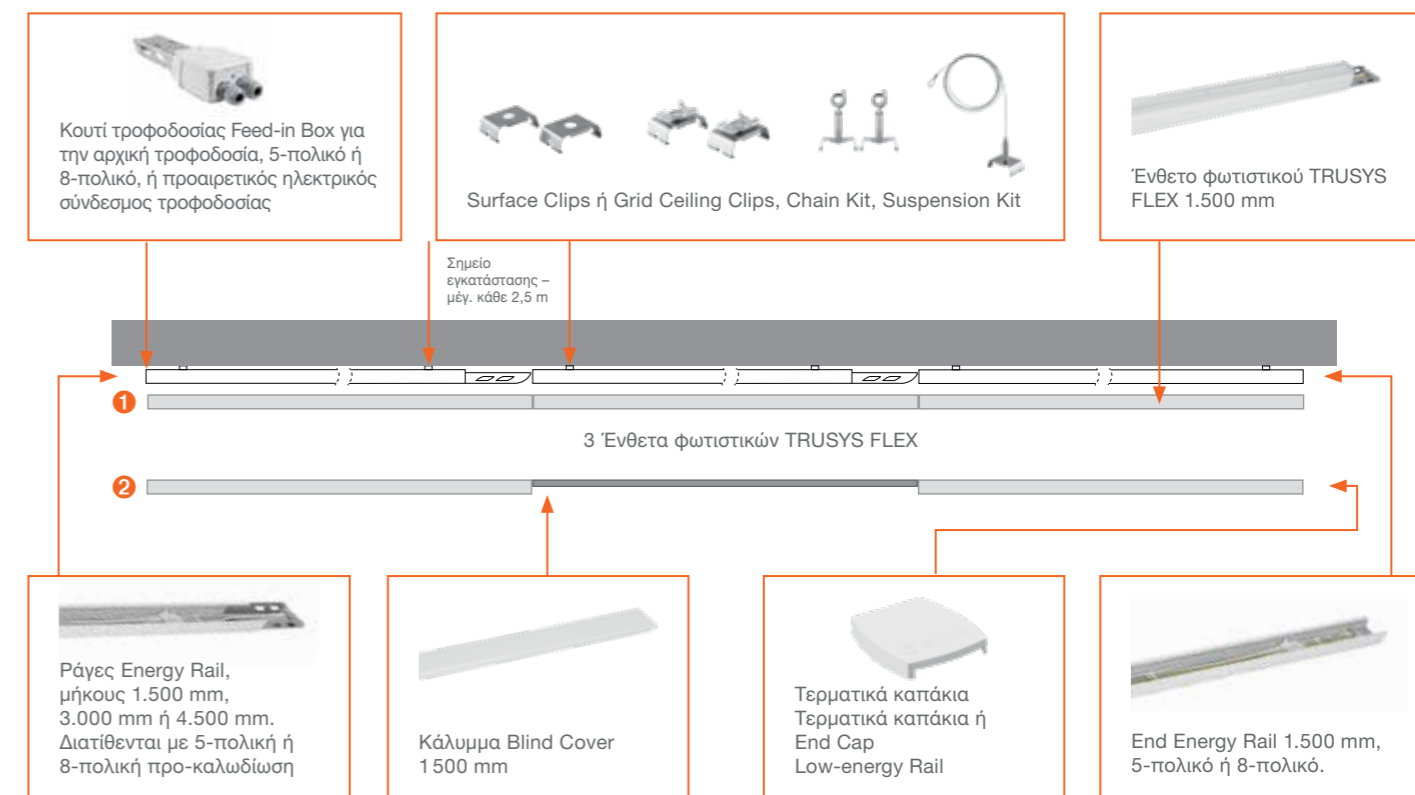 Κουτί τροφοδοσίας Feed-in Box για
την αρχική τροφοδοσία, 5-πολικό ή
8-πολικό, ή προαιρετικός ηλεκτρικός
σύνδεσμος τροφοδοσίας
Surface Clips ή Grid Ceiling Clips, Chain Kit, Suspension Kit
Ένθετο φωτιστικού TRUSYS
FLEX 1.500 mm
Σημείο
εγκατάστασης –
μέγ. κάθε 2,5 m
1
3 Ένθετα φωτιστικών TRUSYS FLEX
2
Ράγες Energy Rail,
μήκους 1.500 mm,
3.000 mm ή 4.500 mm.
Διατίθενται με 5-πολική ή
8-πολική προ-καλωδίωση
Κάλυμμα Blind Cover
1500 mm
Τερματικά καπάκια
Τερματικά καπάκια ή
End Cap
Low-energy Rail
End Energy Rail 1.500 mm,
5-πολικό ή 8-πολικό.